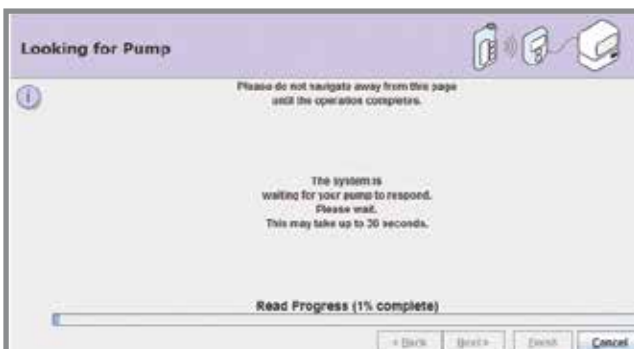 Looking for Pump
Please do not navigate away from this page
until the operation completes.
The system is
waiting for your pump to respond.
Please wait.
This may take up to 30 seconds.
Read Progress (1% complete)
< Back Next > Finish Cancel